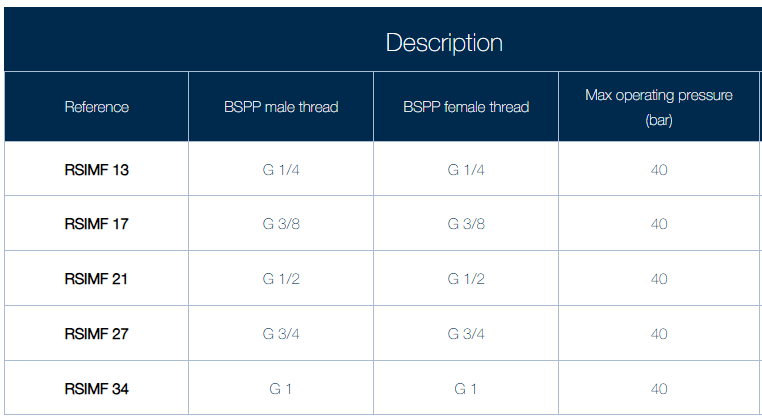 Description
Reference BSPP male thread BSPP female thread Max operating pressure (bar)
RSIMF 13 G 1/4 G 1/4 40
RSIMF 17 G 3/8 G 3/8 40
RSIMF 21 G 1/2 G 1/2 40
RSIMF 27 G 3/4 G 3/4 40
RSIMF 34 G 1 G 1 40